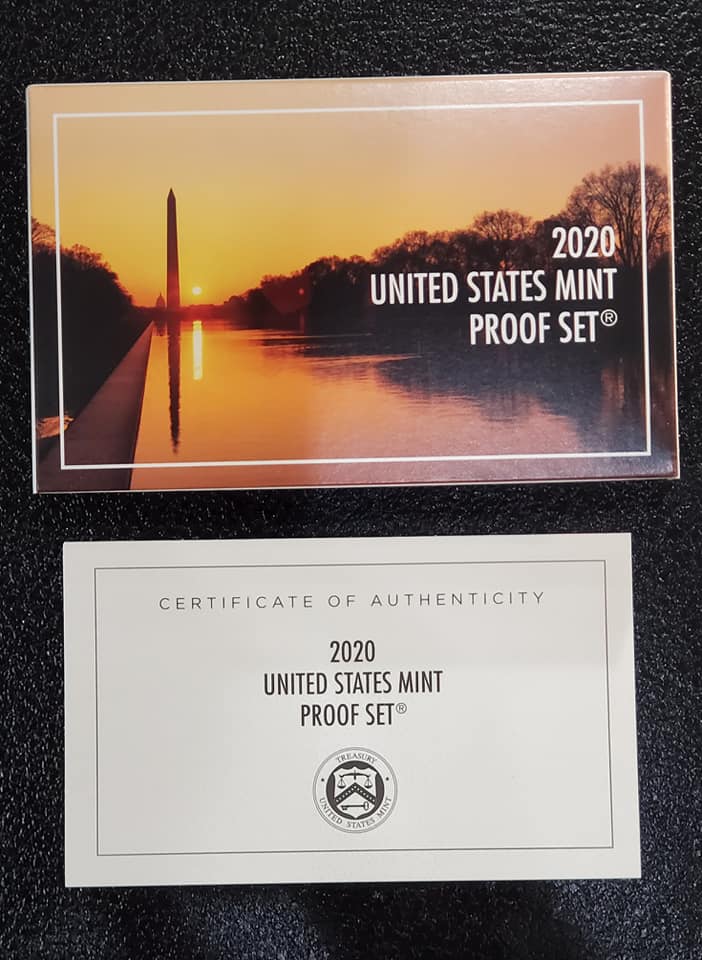 2020
UNITED STATES MINT
PROOF SET®
CERTIFICATE OF AUTHENTICITY
2020
UNITED STATES MINT
PROOF SET®
TREASURY
UNITED STATES MINT